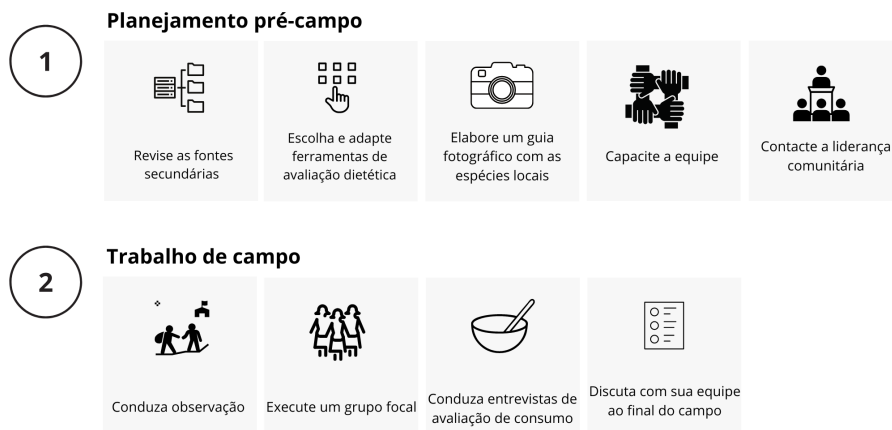 1
Planejamento pré-campo
Revise as fontes
secundárias
Escolha e adapte
ferramentas de
avaliação dietética
Elabore um guia
fotográfico com as
espécies locais
Capacite a equipe
Contacte a liderança
comunitária
2
Trabalho de campo
Conduza observação
Execute um grupo focal
Conduza entrevistas de
avaliação de consumo
Discuta com sua equipe
ao final do campo